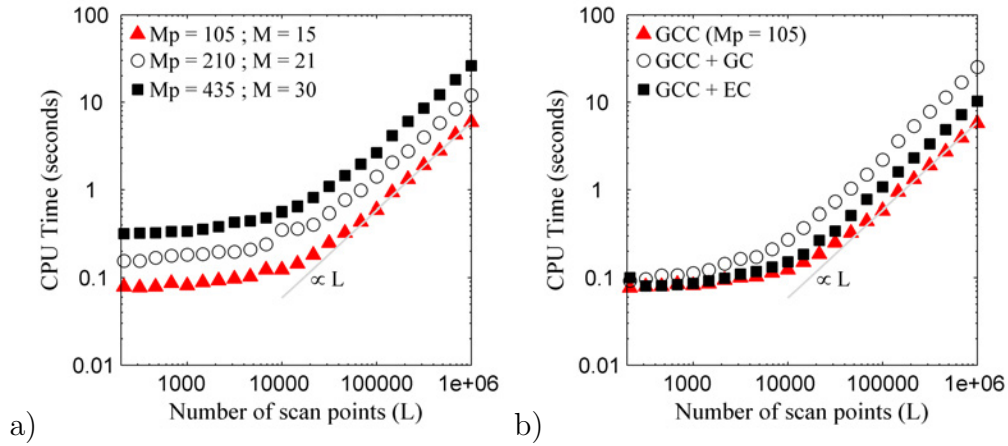 100
10
1
0.1
0.01
CPU Time (seconds)
Mp = 105 ; M = 15
Mp = 210 ; M = 21
Mp = 435 ; M = 30
∝ L
1000 10000 100000 1e+06
Number of scan points (L)
a)
100
10
1
0.1
0.01
CPU Time (seconds)
GCC (Mp = 105)
GCC + GC
GCC + EC
∝ L
1000 10000 100000 1e+06
Number of scan points (L)
b)